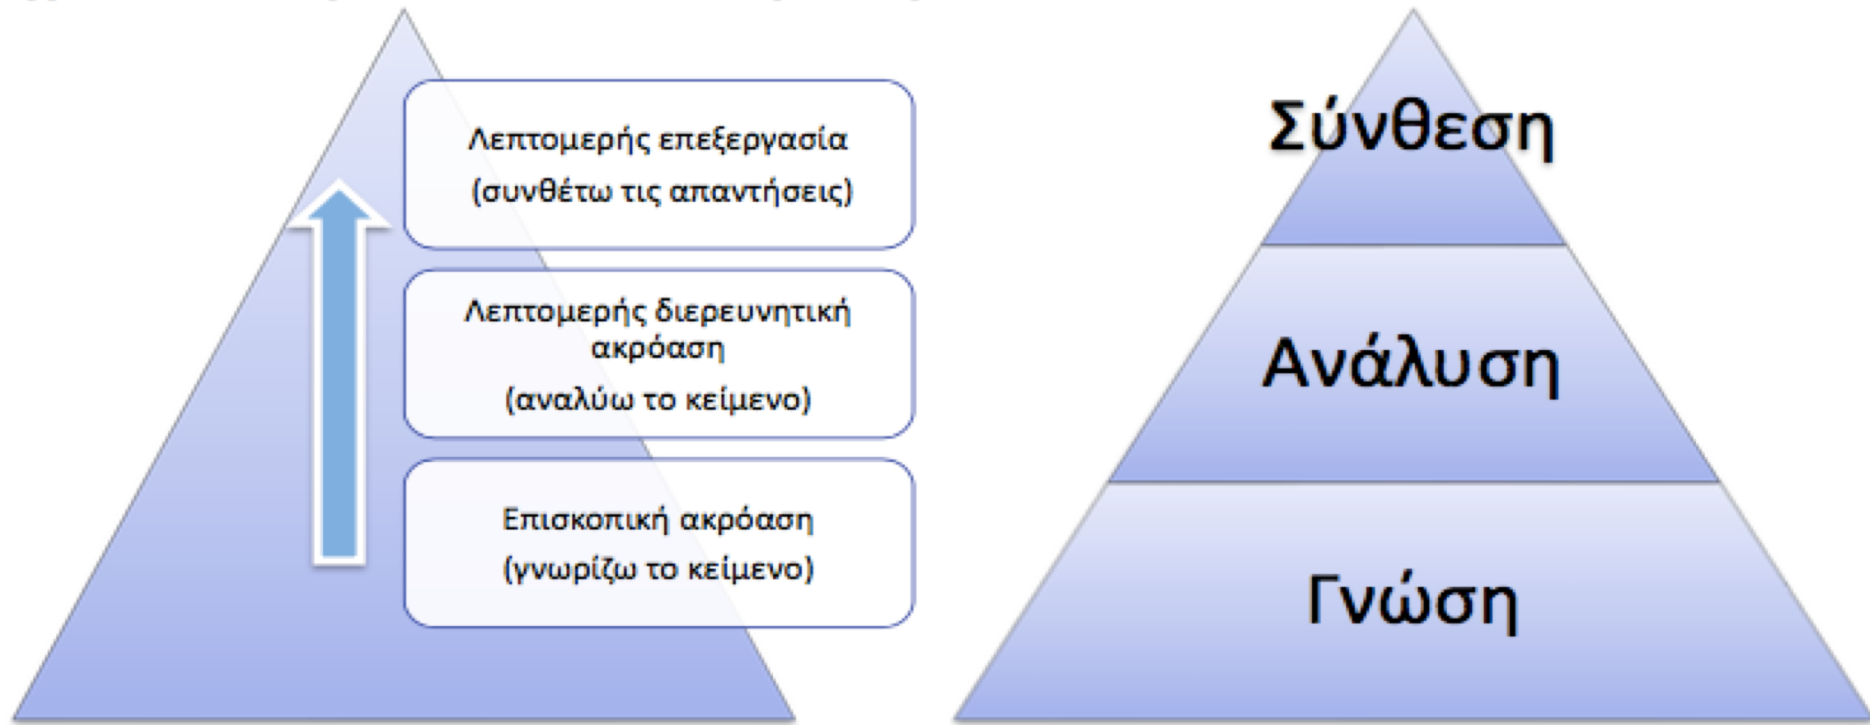 Λεπτομερής επεξεργασία
(συνθέτω τις απαντήσεις)
Λεπτομερής διερευνητική
ακρόαση
(αναλύω το κείμενο)
Επισκοπική ακρόαση
(γνωρίζω το κείμενο)
Σύνθεση
Ανάλυση
Γνώση